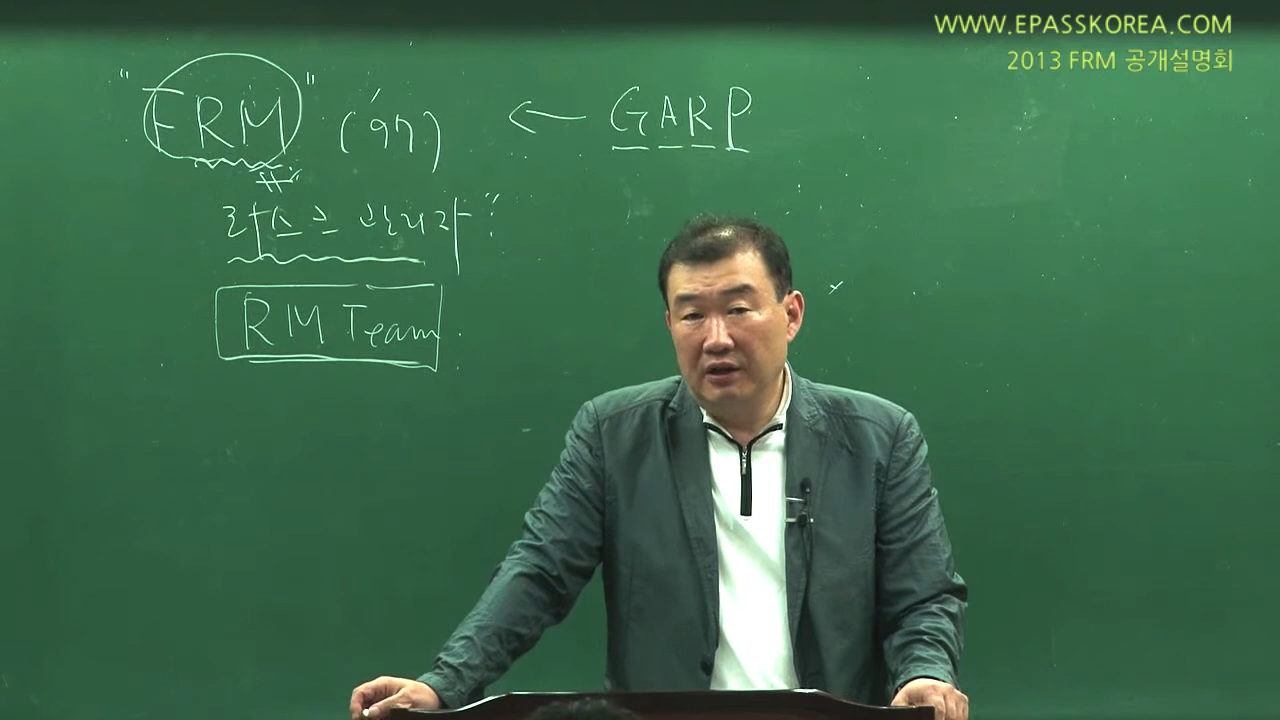 WWW.EPASSKOREA.COM
2013 FRM 공개설명회
"FRM" ('97) ← GARP
리스크 관리자"
RM Team